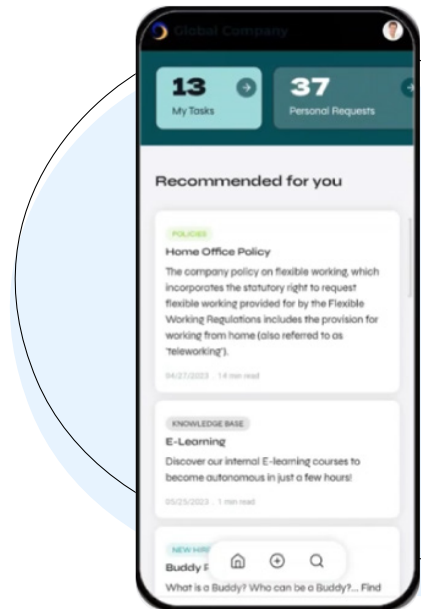 Global Company
13
My Tasks
37
Personal Requests
Recommended for you
POLICIES
Home Office Policy
The company policy on flexible working, which
incorporates the statutory right to request
flexible working provided for by the Flexible
Working Regulations includes the provision for
working from home (also referred to as
'teleworking').
04/27/2023 . 14 min read
KNOWLEDGE BASE
E-Learning
Discover our internal E-learning courses to
become autonomous in just a few hours!
05/25/2023 . 1 min read
NEW
Buddy
What is a Buddy? Who can be a Buddy?... Find